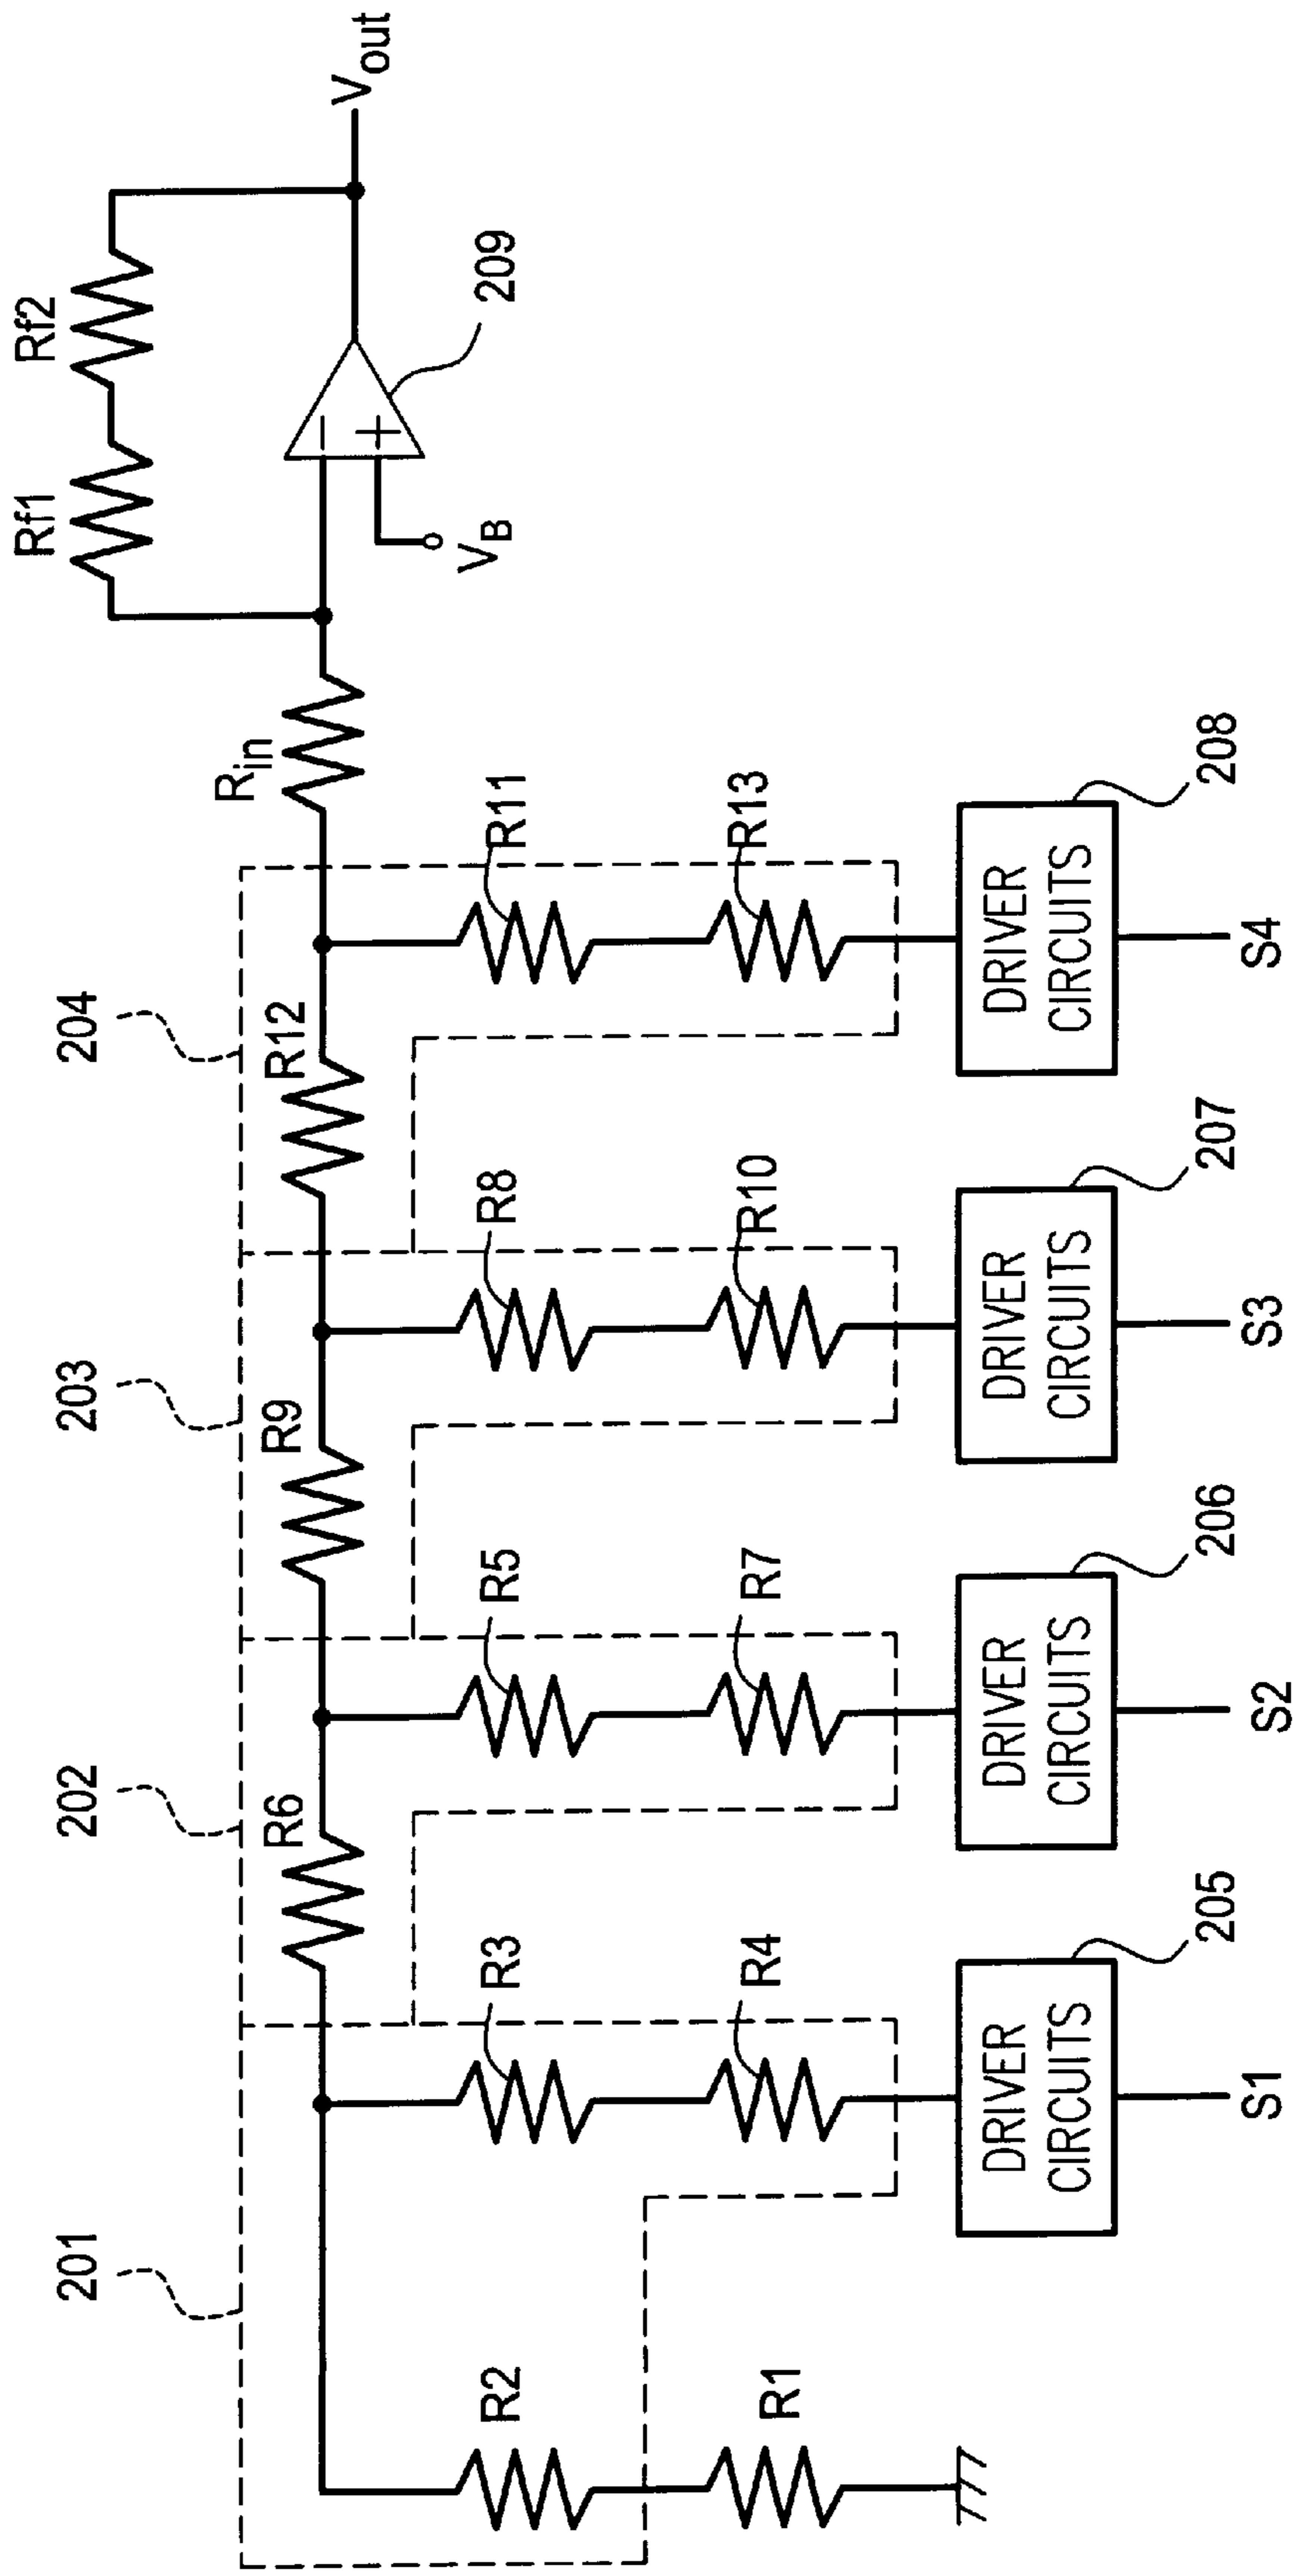 Rf1
Rf2
Vout
209
VB
Rin
201
202
203
204
R6
R9
R12
R2
R3
R5
R8
R11
R1
R4
R7
R10
R13
DRIVER
CIRCUITS
205
DRIVER
CIRCUITS
206
DRIVER
CIRCUITS
207
DRIVER
CIRCUITS
208
S1
S2
S3
S4